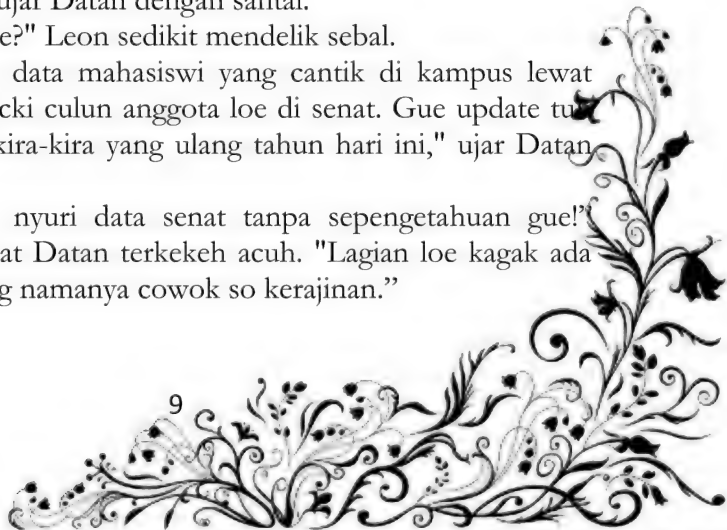 ujar Datan dengan santai.
e?" Leon sedikit mendelik sebal.
data mahasiswi yang cantik di kampus lewat
cki culun anggota loe di senat. Gue update
kira-kira yang ulang tahun hari ini," ujar Datan
nyuri data senat tanpa sepengetahuan gue!”
at Datan terkekeh acuh. "Lagian loe kagak ada
g namanya cowok so kerajinan.”
9